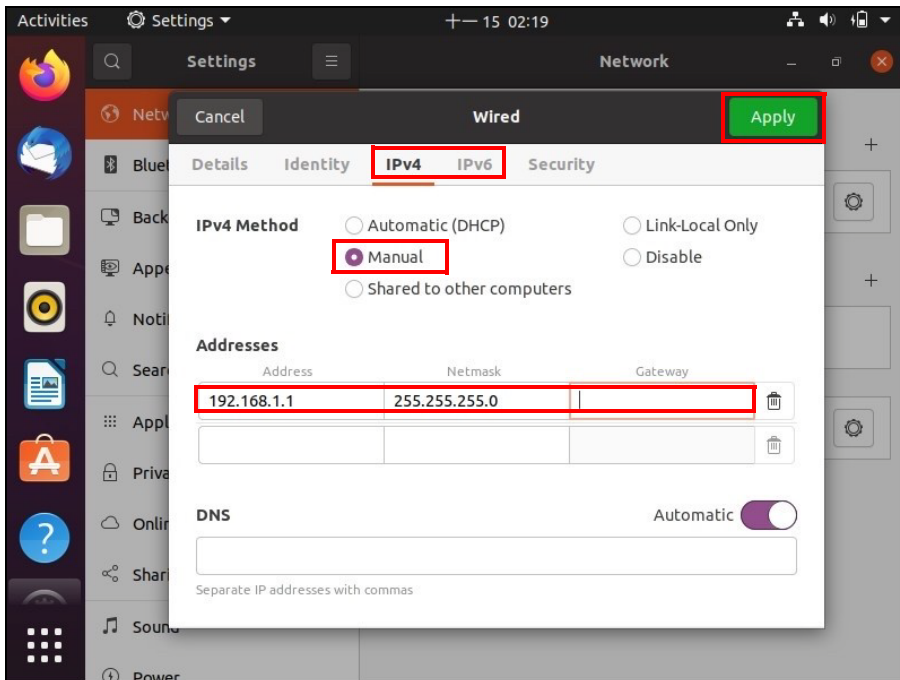 Activities Settings 十一 15 02:19
Settings Network
Cancel Wired Apply
Details Identity IPv4 IPv6 Security
IPv4 Method Automatic (DHCP) Link-Local Only
Manual Disable
Shared to other computers
Addresses
Address Netmask Gateway
192.168.1.1 255.255.255.0
DNS Automatic
Separate IP addresses with commas
Netw
Blue
Back
Appe
Noti
Sear
Appl
Priva
Onlin
Shari
Sound
Power